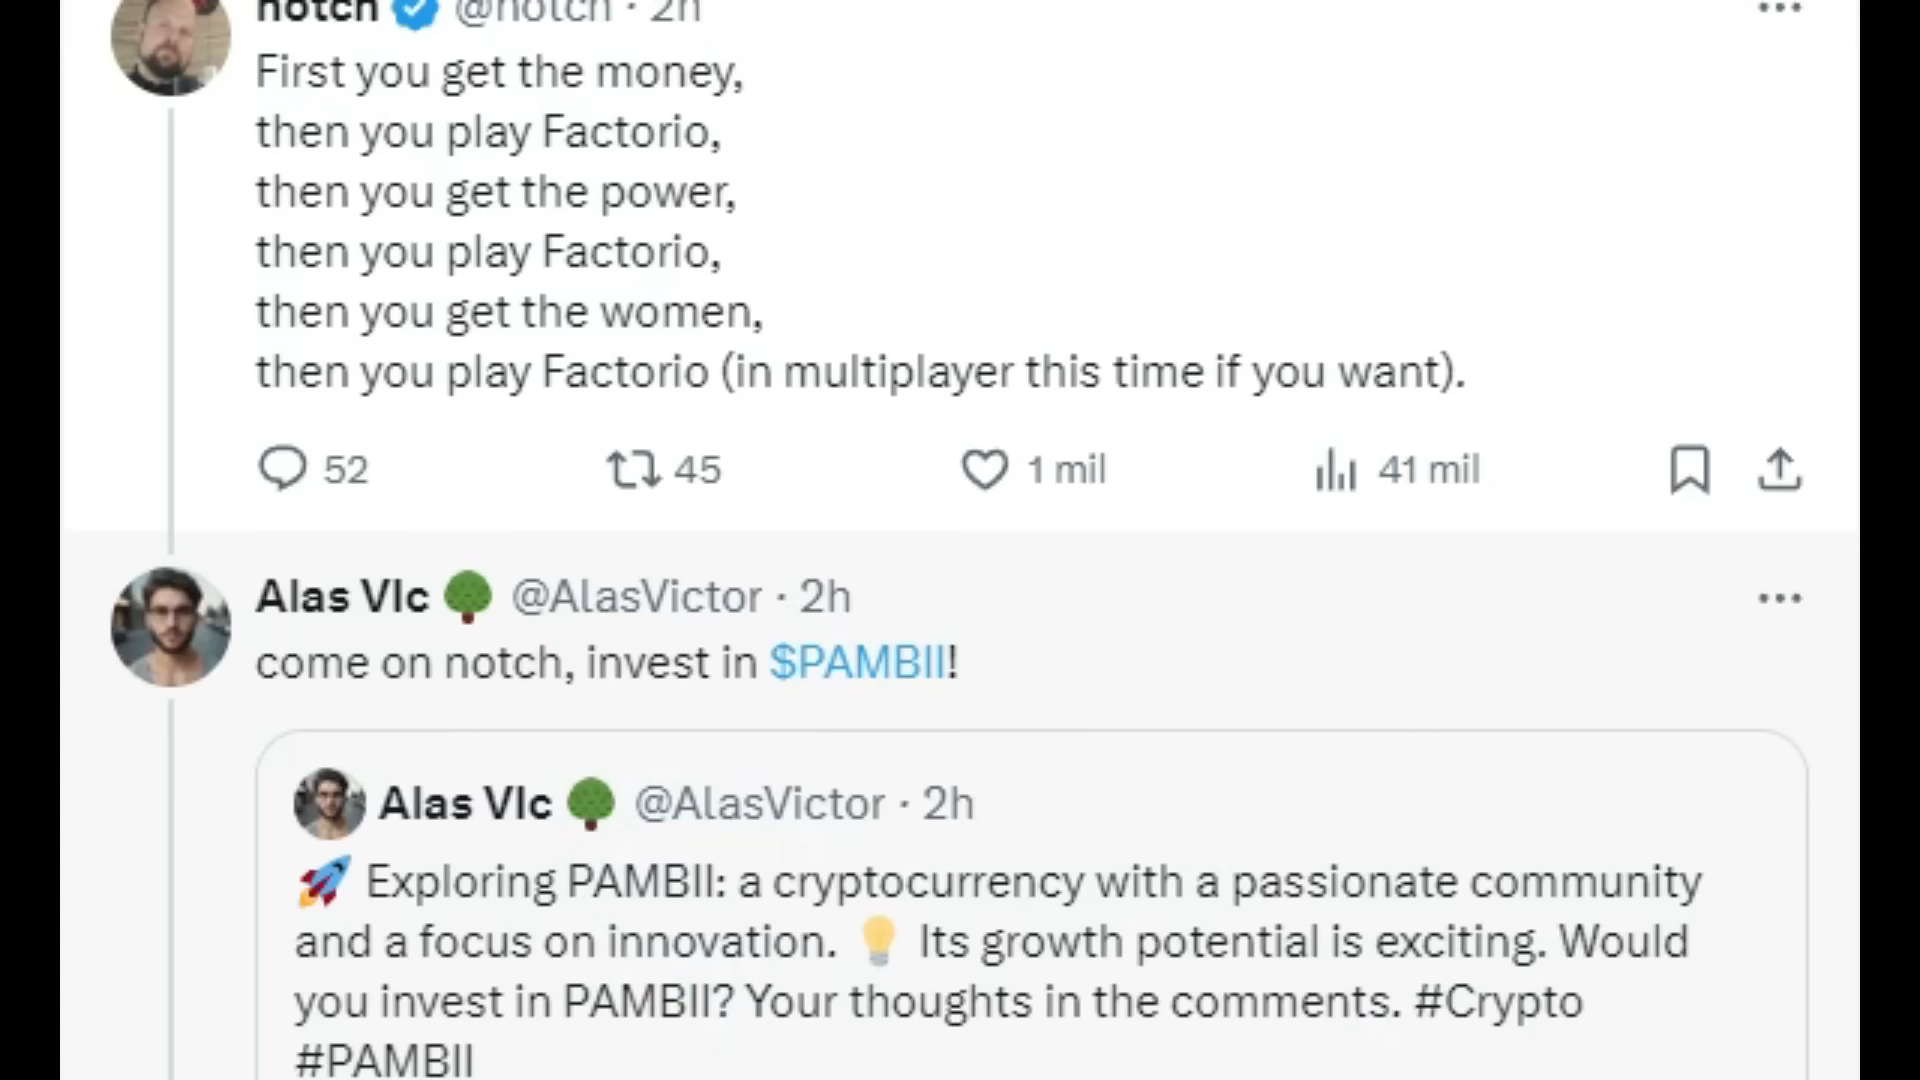 notch @notch · 2h
First you get the money,
then you play Factorio,
then you get the power,
then you play Factorio,
then you get the women,
then you play Factorio (in multiplayer this time if you want).
52 45 1 mil 41 mil
Alas Vlc 🌳 @AlasVictor · 2h
come on notch, invest in $PAMBII!
Alas Vlc 🌳 @AlasVictor · 2h
🚀 Exploring PAMBII: a cryptocurrency with a passionate community
and a focus on innovation. 💡 Its growth potential is exciting. Would
you invest in PAMBII? Your thoughts in the comments. #Crypto
#PAMBII